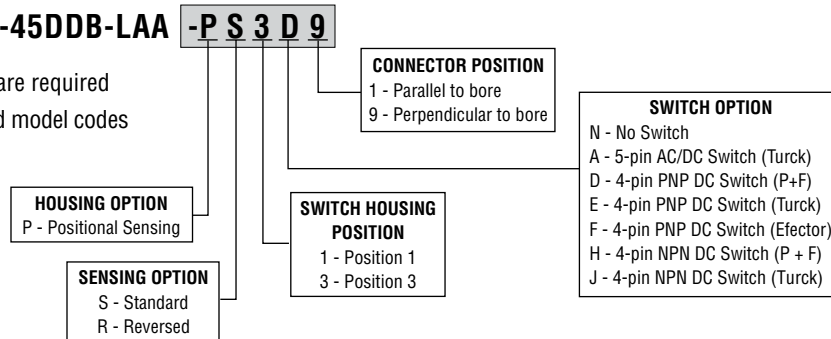 -45DDB-LAA -P S 3 D 9
are required
d model codes
CONNECTOR POSITION
1 - Parallel to bore
9 - Perpendicular to bore
SWITCH OPTION
N - No Switch
A - 5-pin AC/DC Switch (Turck)
D - 4-pin PNP DC Switch (P+F)
E - 4-pin PNP DC Switch (Turck)
F - 4-pin PNP DC Switch (Efector)
H - 4-pin NPN DC Switch (P + F)
J - 4-pin NPN DC Switch (Turck)
HOUSING OPTION
P - Positional Sensing
SWITCH HOUSING
POSITION
1 - Position 1
3 - Position 3
SENSING OPTION
S - Standard
R - Reversed